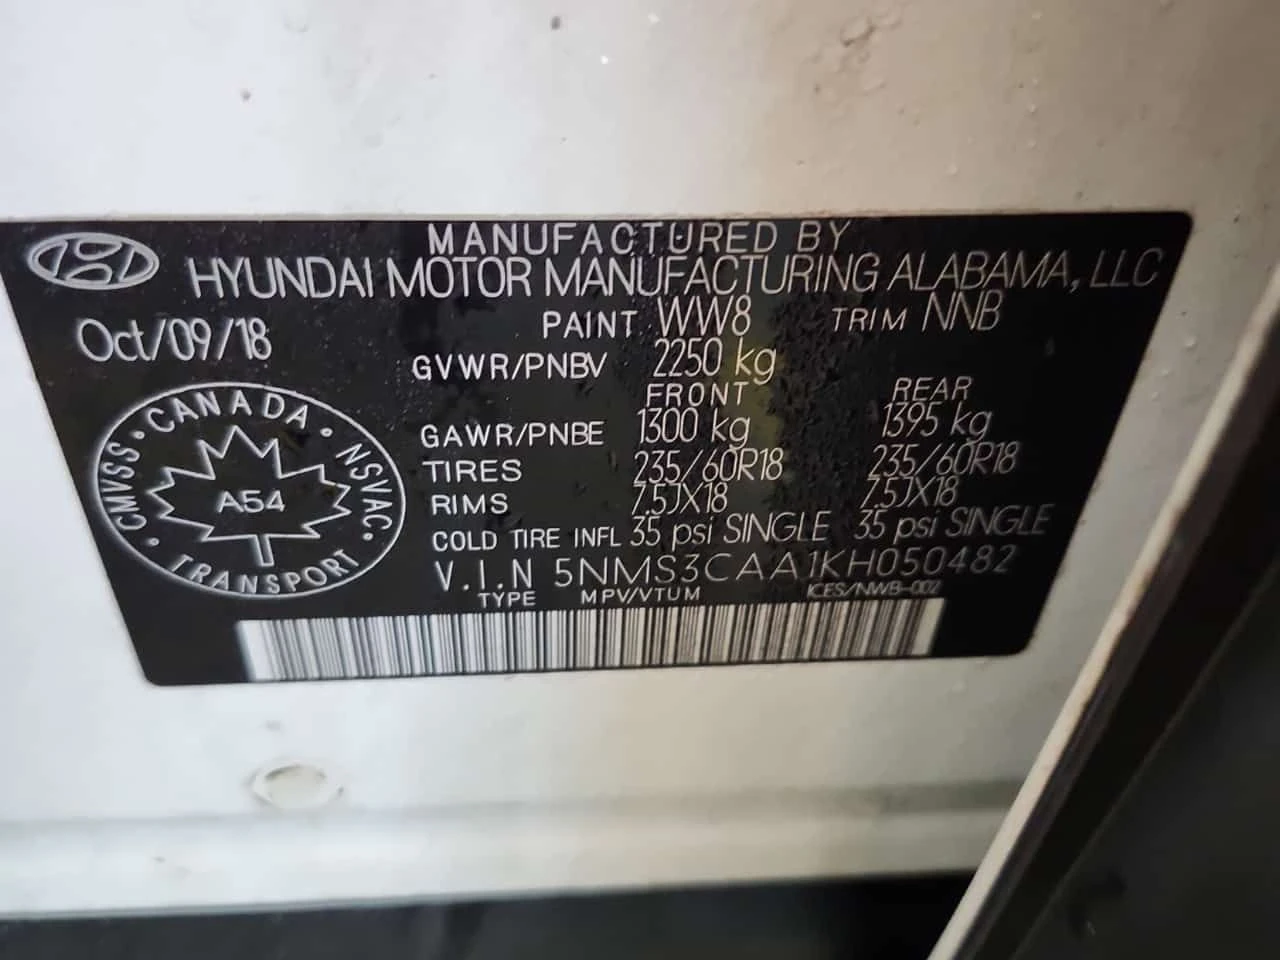 MANUFACTURED BY
HYUNDAI MOTOR MANUFACTURING ALABAMA, LLC
Oct/09/18
PAINT WW8 TRIM NNB
GVWR/PNBV 2250 kg
FRONT REAR
GAWR/PNBE 1300 kg 1395 kg
TIRES 235/60R18 235/60R18
RIMS 7.5JX18 7.5JX18
COLD TIRE INFL 35 psi SINGLE 35 psi SINGLE
V.I.N 5NMS3CAA1KH050482
TYPE MPV/VTUM ICES/NWB-002
CANADA
CMVSS • NSVAC
A54
TRANSPORT